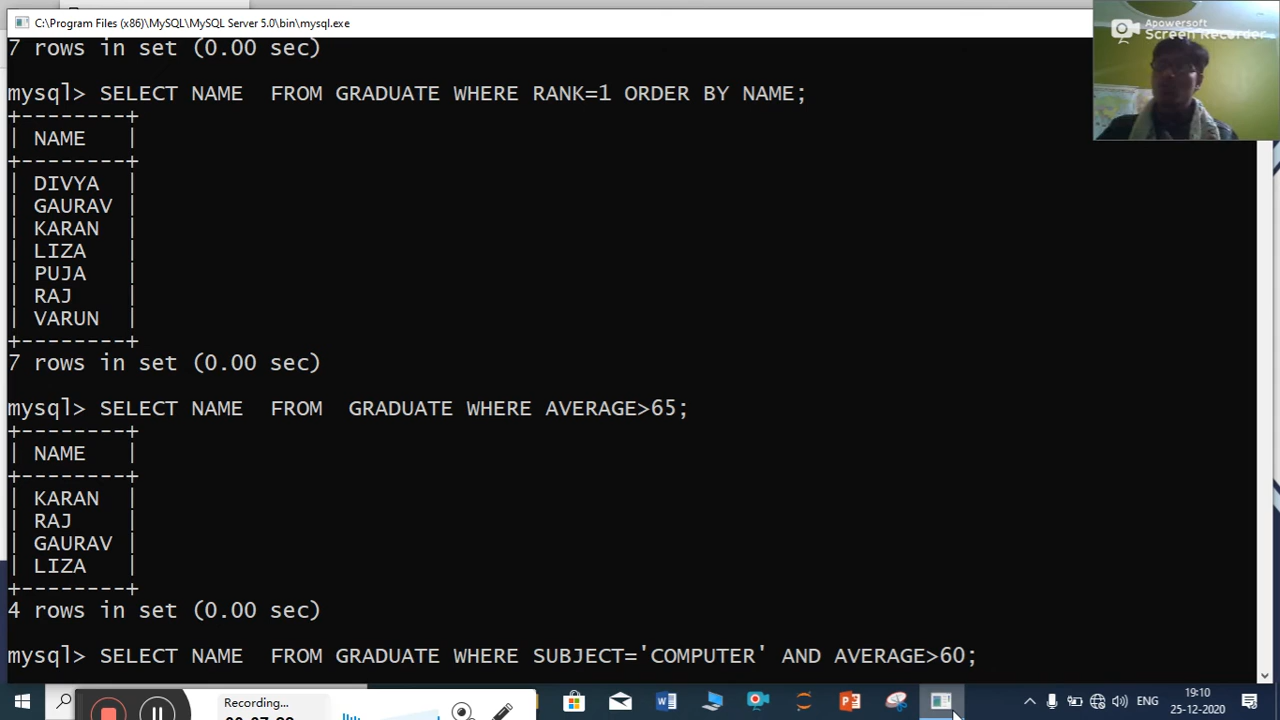 C:\Program Files (x86)\MySQL\MySQL Server 5.0\bin\mysql.exe
Apowersoft
Screen Recorder
7 rows in set (0.00 sec)
mysql> SELECT NAME  FROM GRADUATE WHERE RANK=1 ORDER BY NAME;
+--------+
| NAME   |
+--------+
| DIVYA  |
| GAURAV |
| KARAN  |
| LIZA   |
| PUJA   |
| RAJ    |
| VARUN  |
+--------+
7 rows in set (0.00 sec)
mysql> SELECT NAME  FROM  GRADUATE WHERE AVERAGE>65;
+--------+
| NAME   |
+--------+
| KARAN  |
| RAJ    |
| GAURAV |
| LIZA   |
+--------+
4 rows in set (0.00 sec)
mysql> SELECT NAME  FROM GRADUATE WHERE SUBJECT='COMPUTER' AND AVERAGE>60;
Recording...
ENG
19:10
25-12-2020